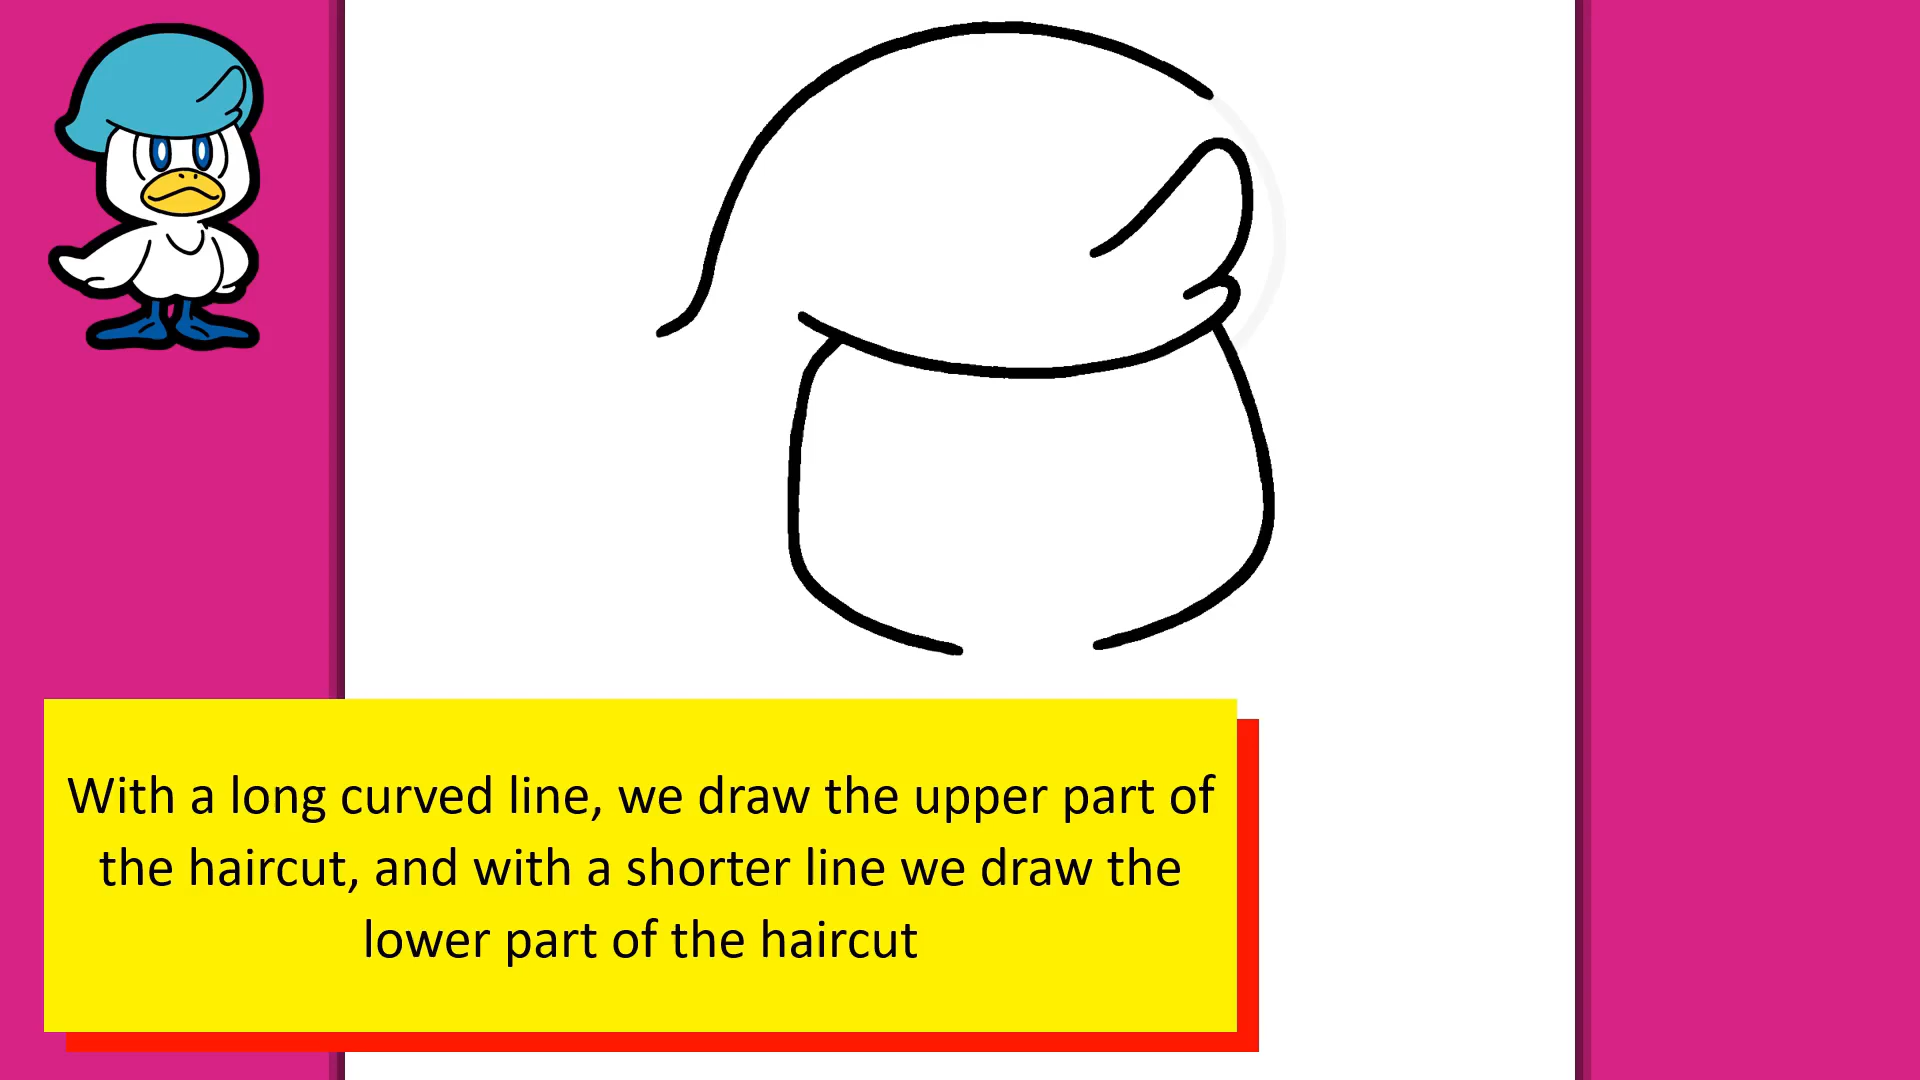 With a long curved line, we draw the upper part of
the haircut, and with a shorter line we draw the
lower part of the haircut